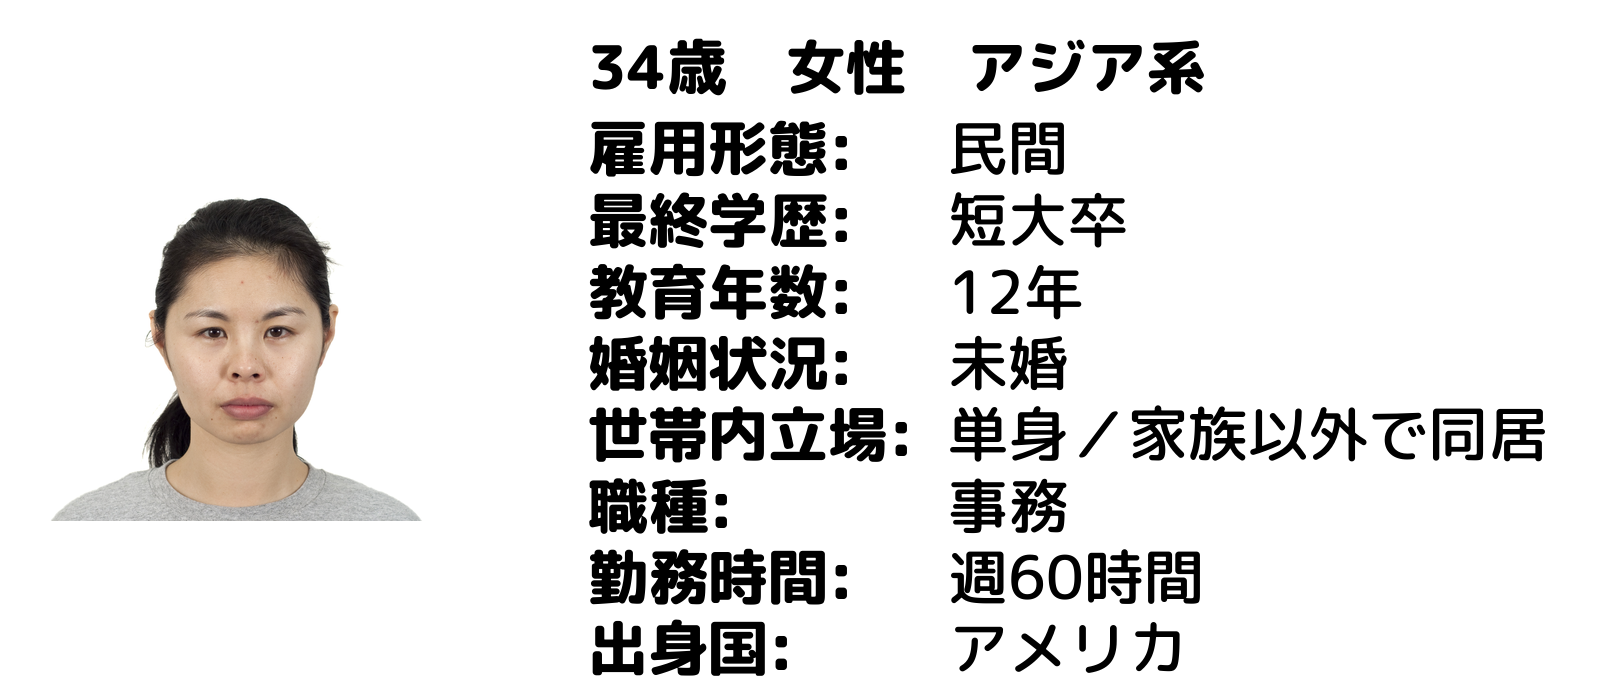 34歳　女性　アジア系
雇用形態:　民間
最終学歴:　短大卒
教育年数:　12年
婚姻状況:　未婚
世帯内立場:　単身／家族以外で同居
職種:　事務
勤務時間:　週60時間
出身国:　アメリカ